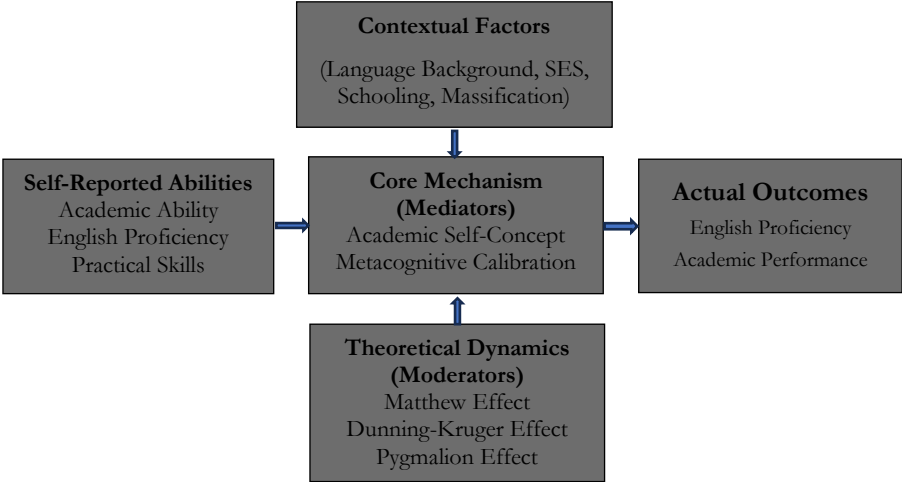 Contextual Factors
(Language Background, SES,
Schooling, Massification)
Self-Reported Abilities
Academic Ability
English Proficiency
Practical Skills
Core Mechanism
(Mediators)
Academic Self-Concept
Metacognitive Calibration
Actual Outcomes
English Proficiency
Academic Performance
Theoretical Dynamics
(Moderators)
Matthew Effect
Dunning-Kruger Effect
Pygmalion Effect